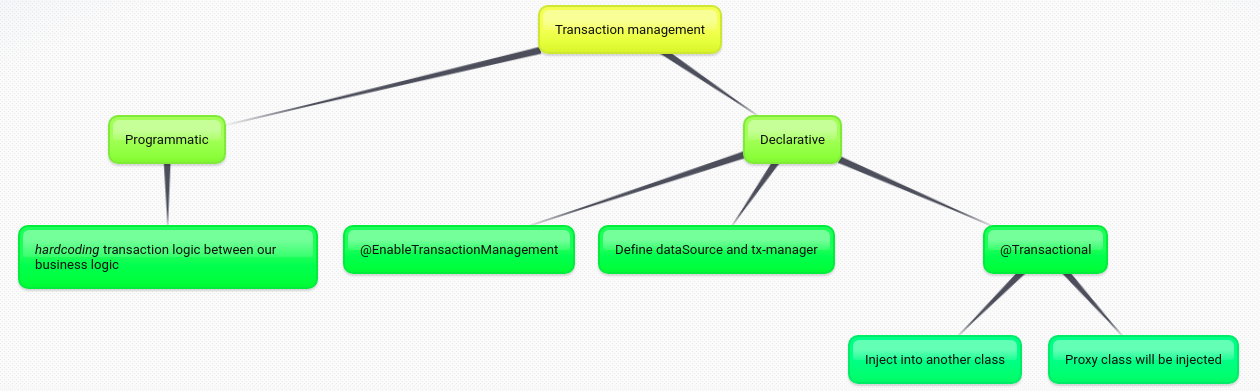 Transaction management
Programmatic
Declarative
hardcoding transaction logic between our
business logic
@EnableTransactionManagement
Define dataSource and tx-manager
@Transactional
Inject into another class
Proxy class will be injected